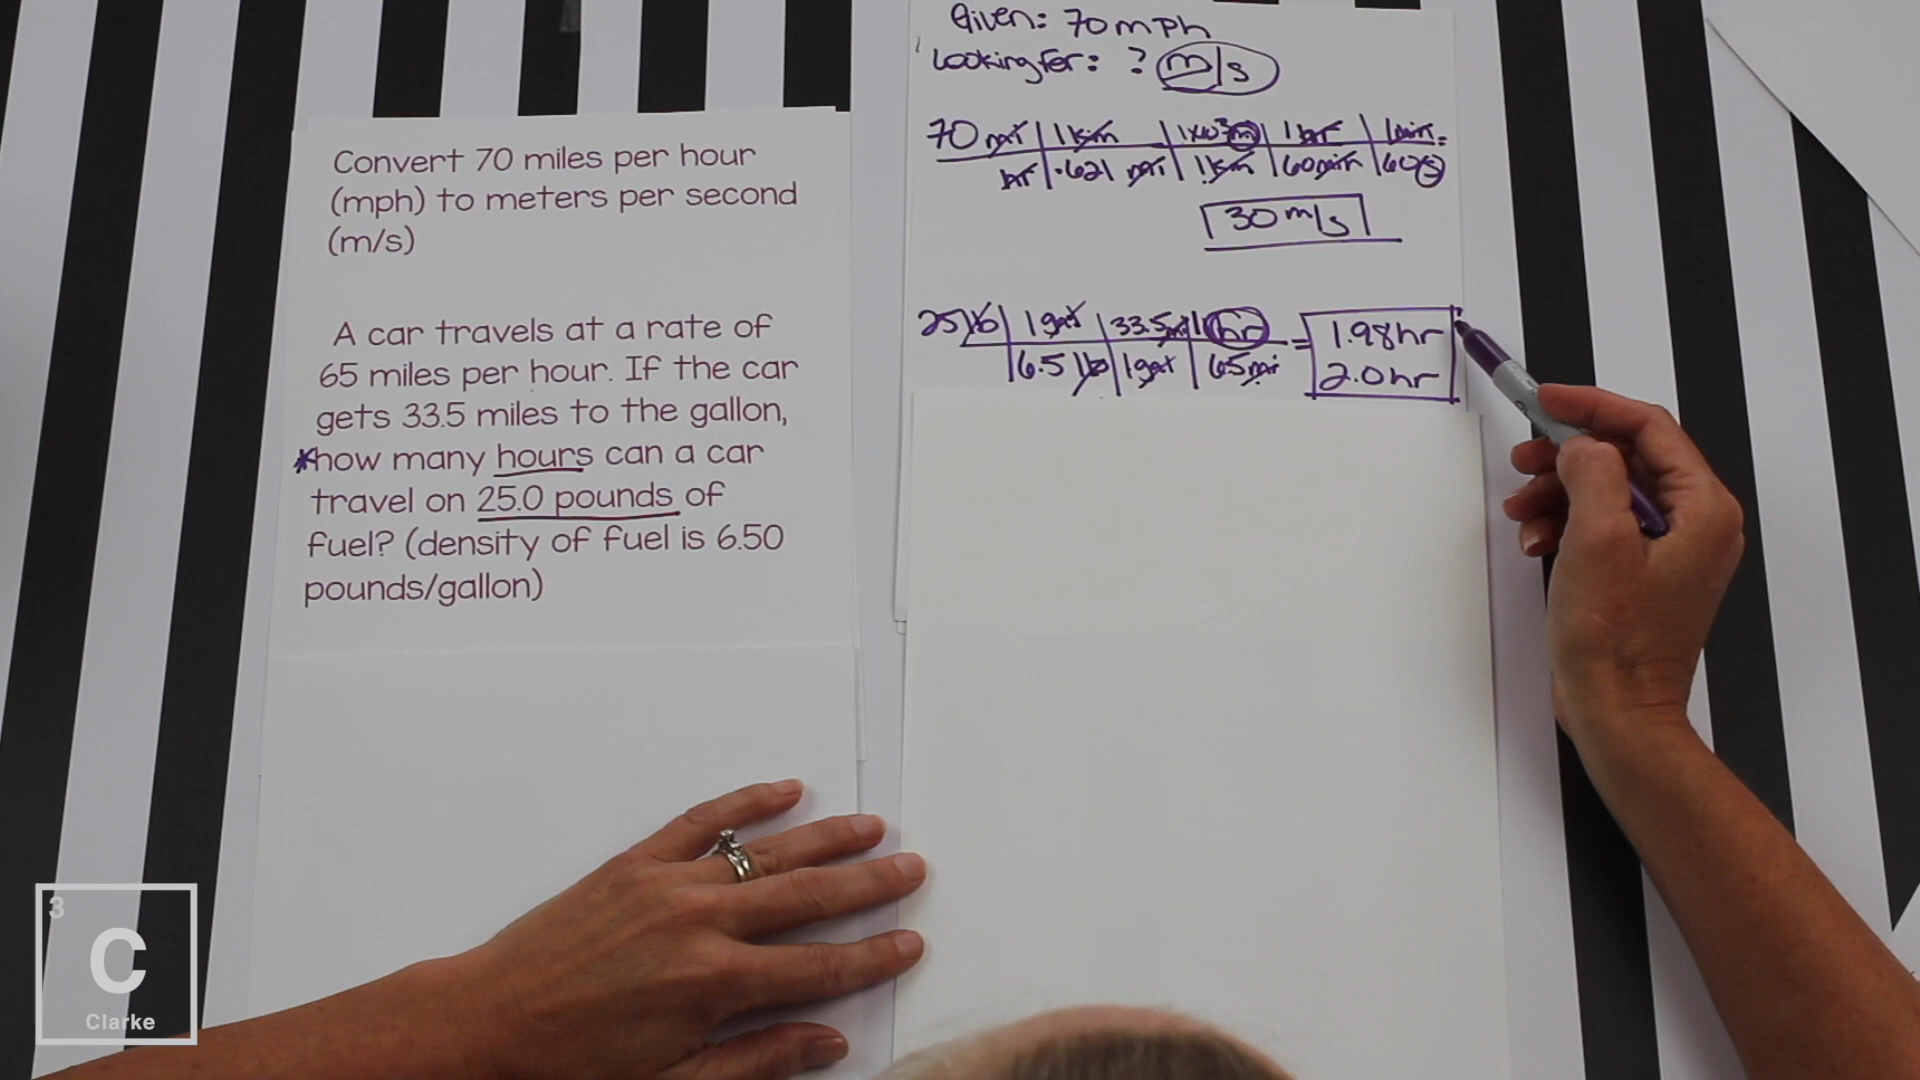 Convert 70 miles per hour
(mph) to meters per second
(m/s)
A car travels at a rate of
65 miles per hour. If the car
gets 33.5 miles to the gallon,
*how many hours can a car
travel on 25.0 pounds of
fuel? (density of fuel is 6.50
pounds/gallon)
Given: 70 mph
Looking for: ? m/s
70 mi | 1 km | 1x10³ m | 1 hr | 1 min =
hr | .621 mi | 1 km | 60 min | 60 s
30 m/s
25 lb | 1 gal | 33.5 mi | 1 hr = 1.98 hr
6.5 lb | 1 gal | 65 mi 2.0 hr
3
C
Clarke